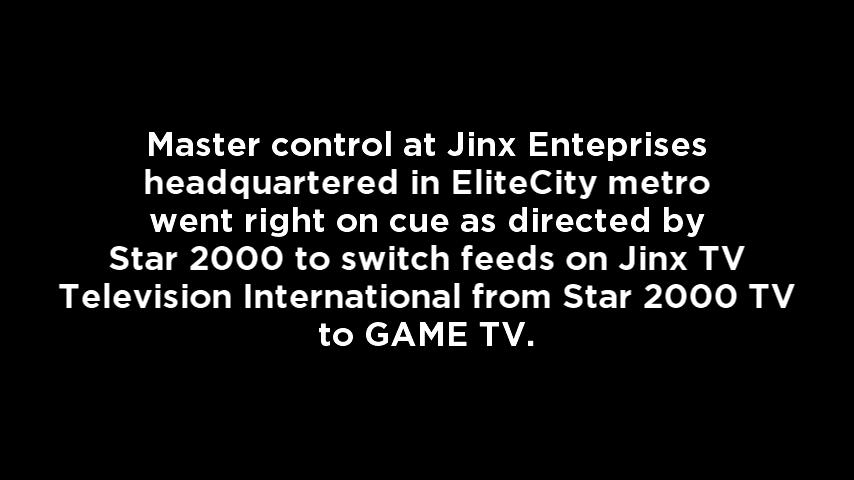 Master control at Jinx Enteprises
headquartered in EliteCity metro
went right on cue as directed by
Star 2000 to switch feeds on Jinx TV
Television International from Star 2000 TV
to GAME TV.